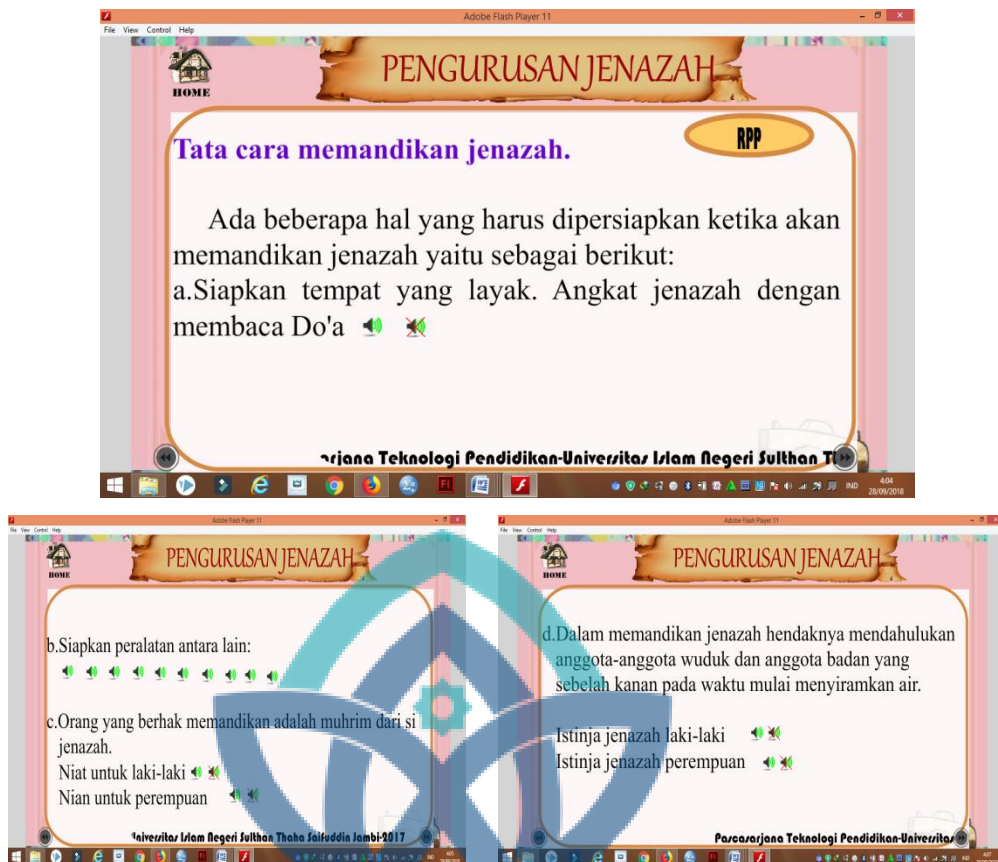 Adobe Flash Player 11
File View Control Help
HOME
PENGURUSAN JENAZAH
RPP
Tata cara memandikan jenazah.
Ada beberapa hal yang harus dipersiapkan ketika akan
memandikan jenazah yaitu sebagai berikut:
a.Siapkan tempat yang layak. Angkat jenazah dengan
membaca Do'a
Teknologi Pendidikan-Universitas Islam Negeri Sulthan
IND
4:04
28/09/2018
Adobe Flash Player 11
File View Control Help
HOME
PENGURUSAN JENAZAH
b.Siapkan peralatan antara lain:
c.Orang yang berhak memandikan adalah muhrim dari si
jenazah.
Niat untuk laki-laki
Nian untuk perempuan
Islam Negeri Sulthan Thaha Saifuddin Jambi-2017
Adobe Flash Player 11
File View Control Help
HOME
PENGURUSAN JENAZAH
d.Dalam memandikan jenazah hendaknya mendahulukan
anggota-anggota wuduk dan anggota badan yang
sebelah kanan pada waktu mulai menyiramkan air.
Istinja jenazah laki-laki
Istinja jenazah perempuan
Pascasarjana Teknologi Pendidikan-Universitas